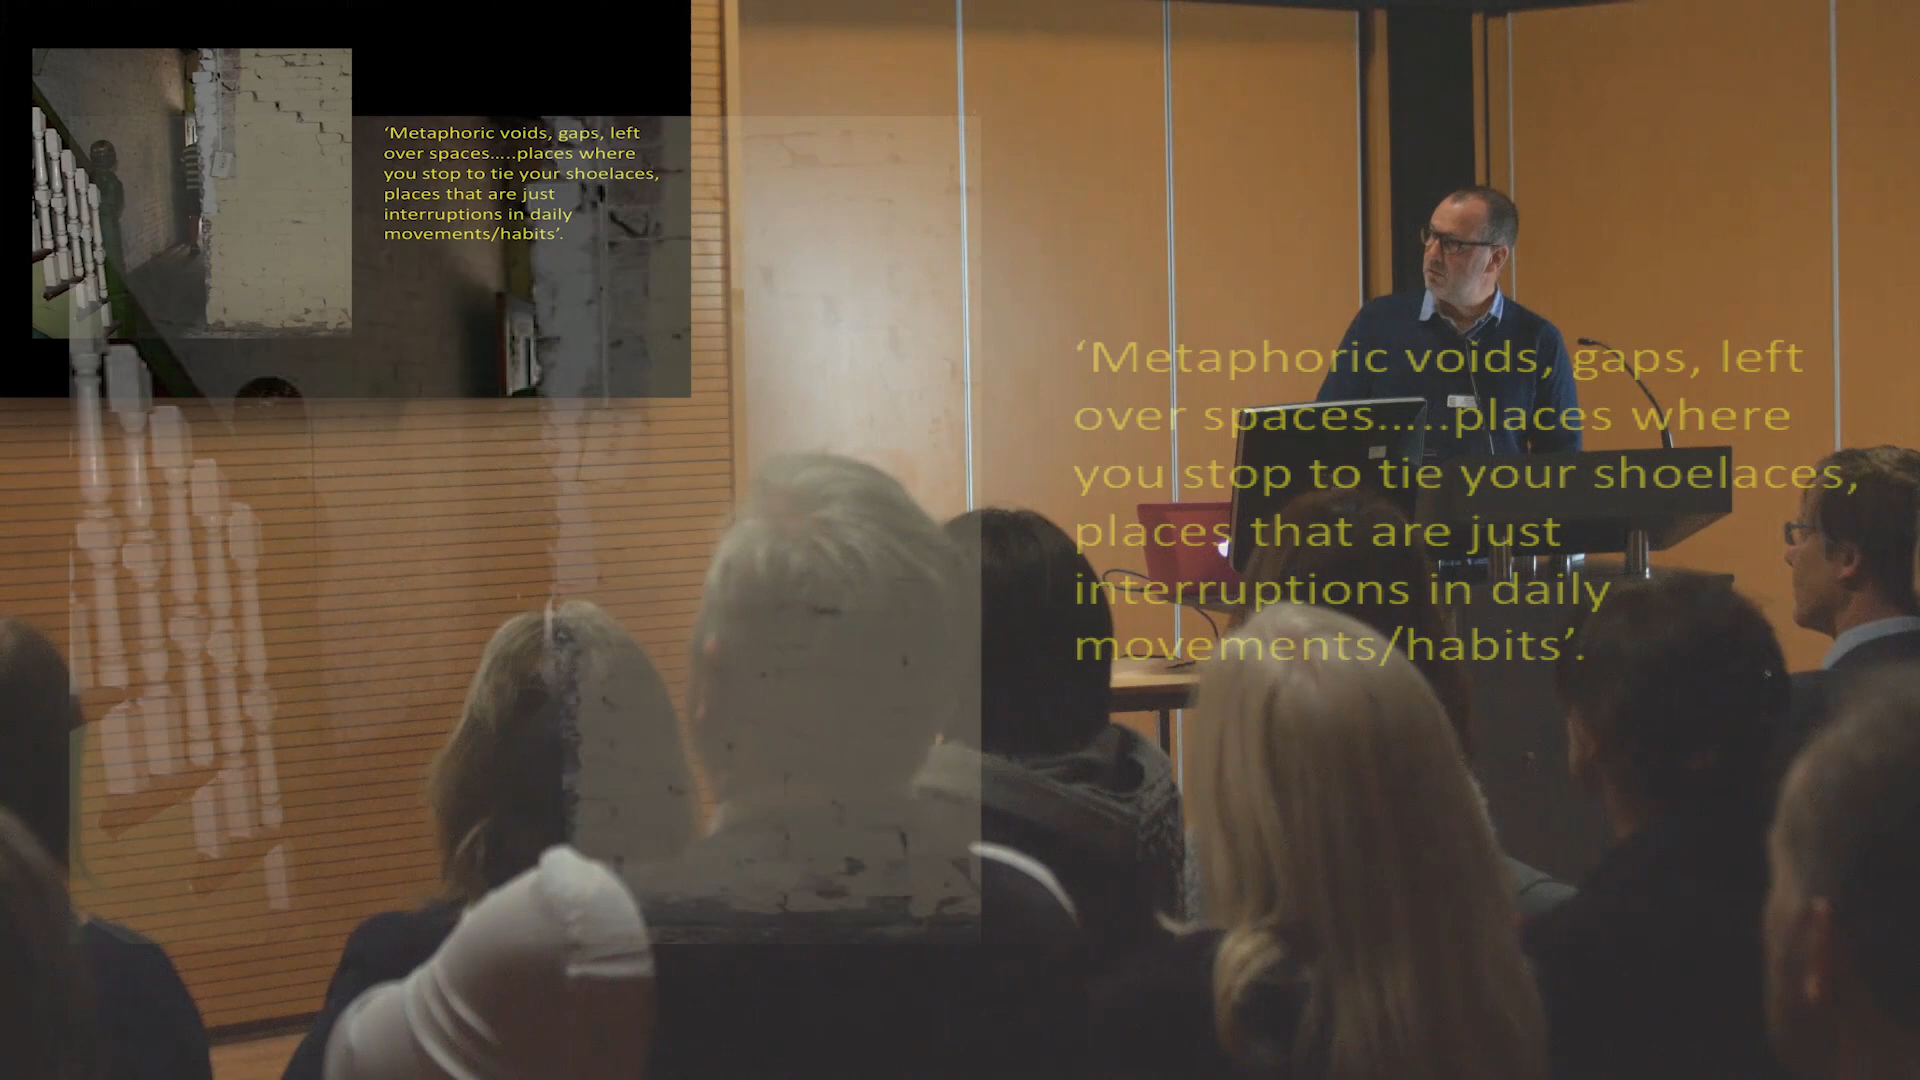 ‘Metaphoric voids, gaps, left
over spaces.....places where
you stop to tie your shoelaces,
places that are just
interruptions in daily
movements/habits’.
‘Metaphoric voids, gaps, left
over spaces.....places where
you stop to tie your shoelaces,
places that are just
interruptions in daily
movements/habits’.